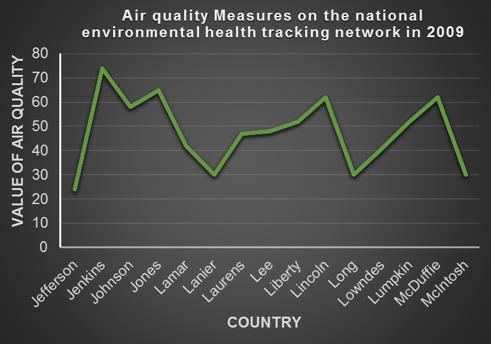 Air quality Measures on the national
environmental health tracking network in 2009
VALUE OF AIR QUALITY
80
70
60
50
40
30
20
10
0
Jefferson
Jenkins
Johnson
Jones
Lamar
Lanier
Laurens
Lee
Liberty
Lincoln
Long
Lowndes
Lumpkin
McDuffie
McIntosh
COUNTRY